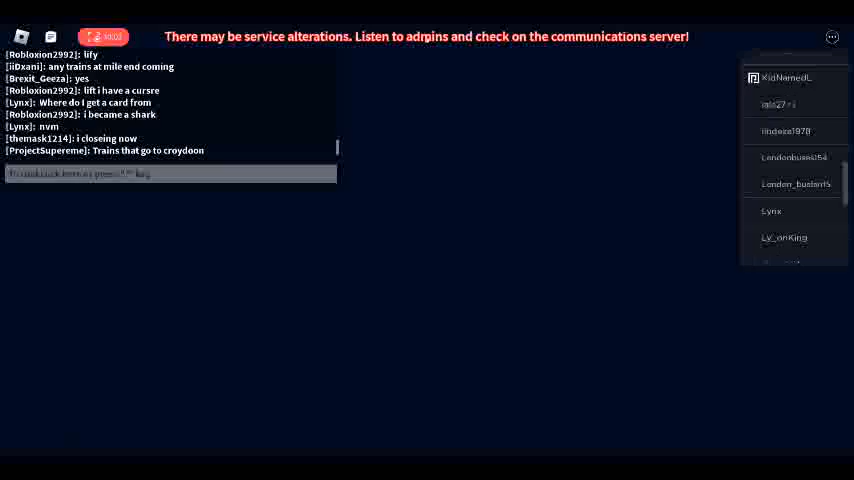 There may be service alterations. Listen to admins and check on the communications server!
[Robloxion2992]: lify
[iiDxani]: any trains at mile end coming
[Brexit_Geeza]: yes
[Robloxion2992]: lift i have a cursre
[Lynx]: Where do I get a card from
[Robloxion2992]: i became a shark
[Lynx]: nvm
[themask1214]: i closeing now
[ProjectSupereme]: Trains that go to croydoon
KidNamedL
Londonbuses154
Lynx
Ly_onKing